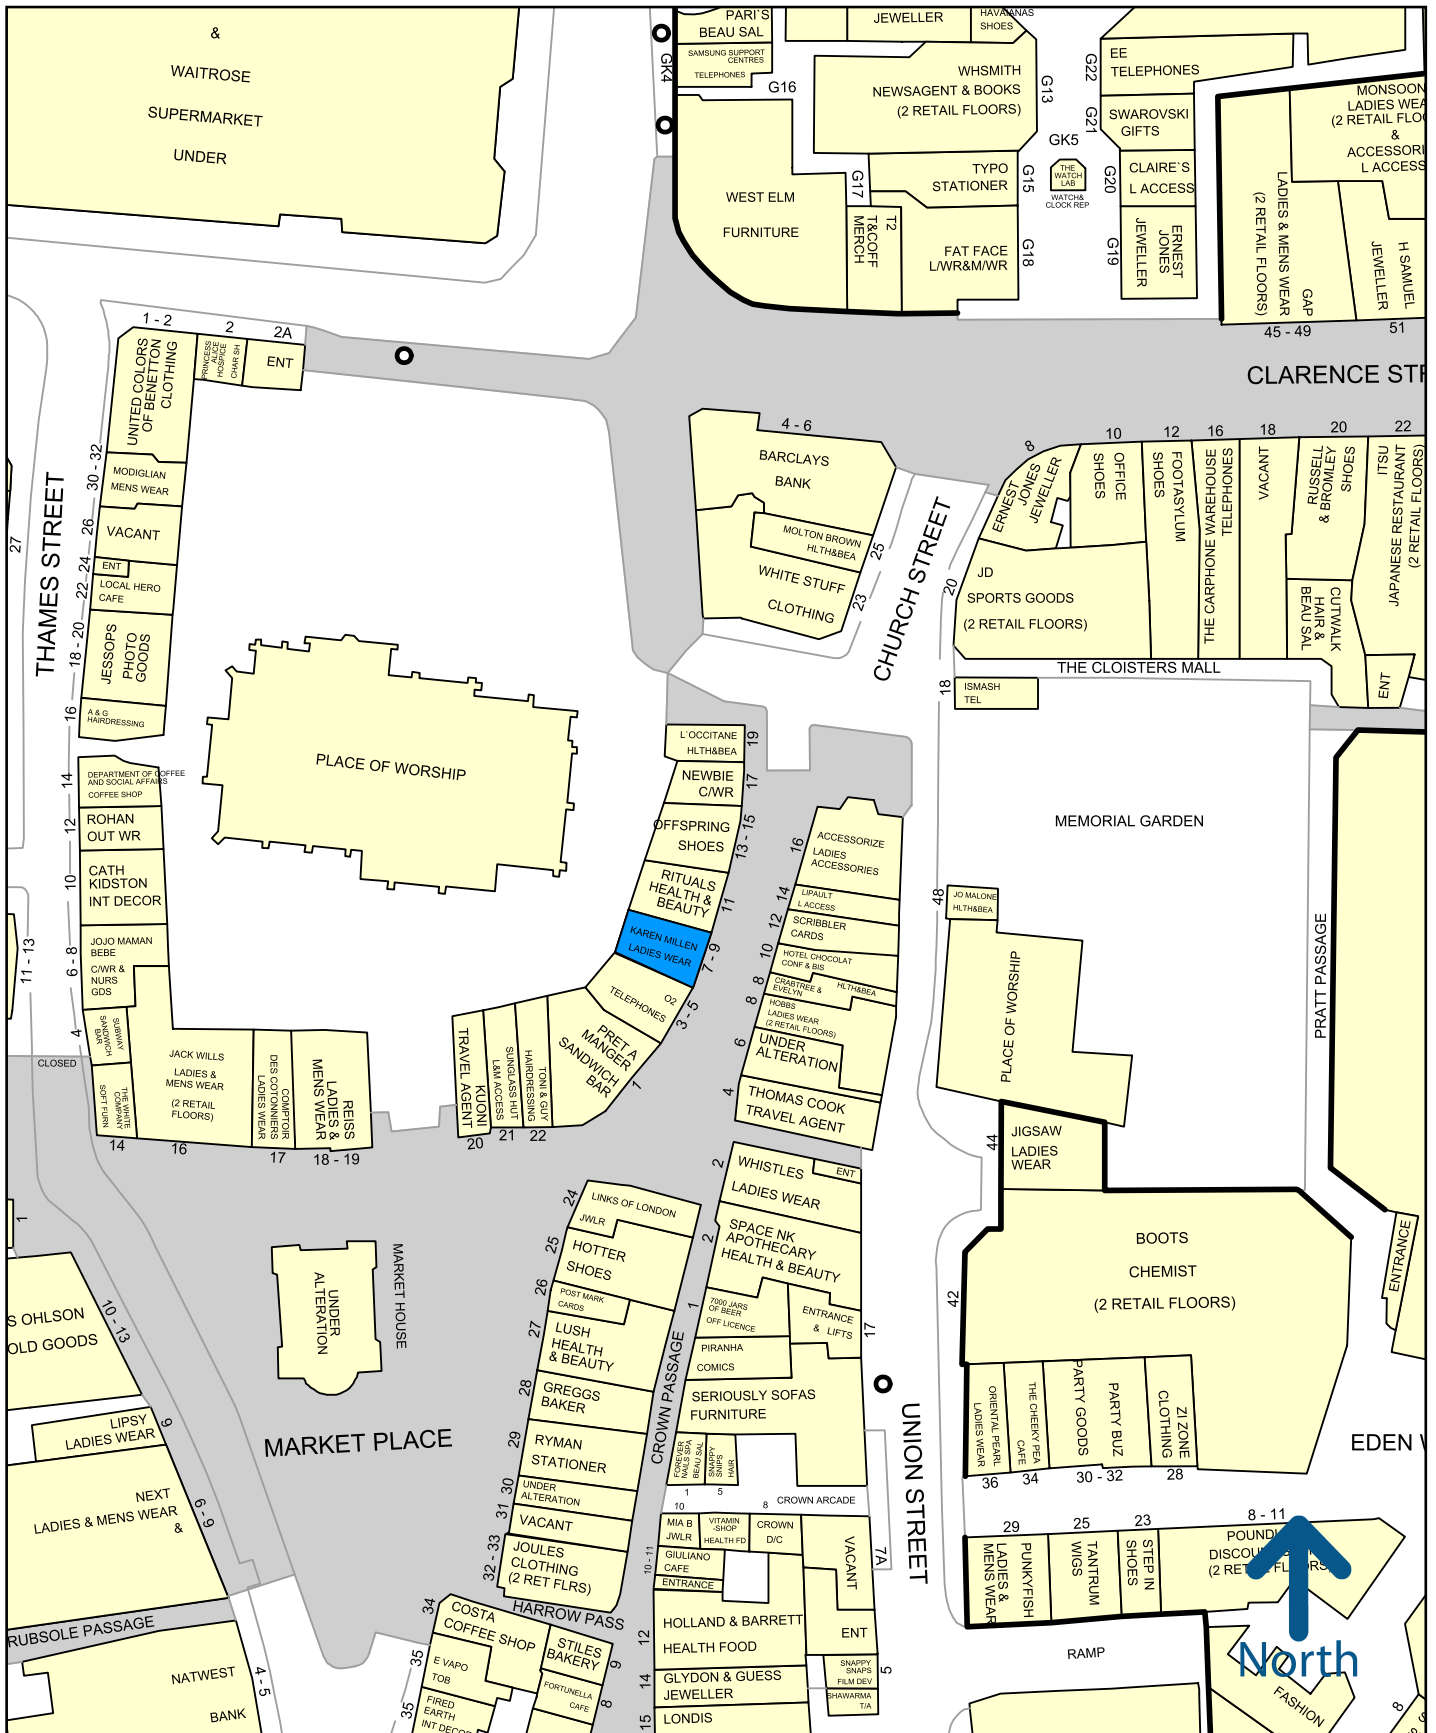 &
WAITROSE
SUPERMARKET
UNDER
GK4
PARI'S
BEAU SAL
SAMSUNG SUPPORT
CENTRES
TELEPHONES
G16
JEWELLER
HAVAIANAS
SHOES
WHSMITH
NEWSAGENT & BOOKS
(2 RETAIL FLOORS)
G13
G22
EE
TELEPHONES
G21
SWAROVSKI
GIFTS
GK5
THE
WATCH
LAB
WATCH&
CLOCK REP
G20
CLAIRE`S
L ACCESS
G19
ERNEST
JONES
JEWELLER
TYPO
STATIONER
G15
G17
T2
T&COFF
MERCH
FAT FACE
L/WR&M/WR
G18
WEST ELM
FURNITURE
MONSOON
LADIES WEA
(2 RETAIL FLOO
&
ACCESSORI
L ACCESS
GAP
LADIES & MENS WEAR
(2 RETAIL FLOORS)
45 - 49
H SAMUEL
JEWELLER
51
CLARENCE STR
1 - 2
2
2A
UNITED COLORS
OF BENETTON
CLOTHING
PRINCESS
ALICE
HOSPICE
CHAR SH
ENT
30 - 32
MODIGLIAN
MENS WEAR
26
VACANT
22 - 24
ENT
LOCAL HERO
CAFE
18 - 20
JESSOPS
PHOTO
GOODS
16
A & G
HAIRDRESSING
THAMES STREET
27
14
DEPARTMENT OF COFFEE
AND SOCIAL AFFAIRS
COFFEE SHOP
12
ROHAN
OUT WR
10
CATH
KIDSTON
INT DECOR
6 - 8
JOJO MAMAN
BEBE
C/WR &
NURS
GDS
11 - 13
4
SUBWAY
SANDWICH
BAR
CLOSED
THE WHITE
COMPANY
SOFT FURN
14
JACK WILLS
LADIES &
MENS WEAR
(2 RETAIL
FLOORS)
16
COMPTOIR
DES COTONNIERS
LADIES WEAR
17
REISS
LADIES &
MENS WEAR
18 - 19
PLACE OF WORSHIP
4 - 6
BARCLAYS
BANK
MOLTON BROWN
HLTH&BEA
25
WHITE STUFF
CLOTHING
23
CHURCH STREET
8
ERNEST
JONES
JEWELLER
10
OFFICE
SHOES
12
FOOTASYLUM
SHOES
16
THE CARPHONE WAREHOUSE
TELEPHONES
18
VACANT
20
RUSSELL
& BROMLEY
SHOES
22
ITSU
JAPANESE RESTAURANT
(2 RETAIL FLOORS)
CUTWALK
HAIR &
BEAU SAL
ENT
20
JD
SPORTS GOODS
(2 RETAIL FLOORS)
THE CLOISTERS MALL
18
ISMASH
TEL
MEMORIAL GARDEN
PRATT PASSAGE
48
JO MALONE
HLTH&BEA
PLACE OF WORSHIP
L`OCCITANE
HLTH&BEA
19
NEWBIE
C/WR
17
OFFSPRING
SHOES
13 - 15
RITUALS
HEALTH &
BEAUTY
11
KAREN MILLEN
LADIES WEAR
7 - 9
O2
TELEPHONES
3 - 5
PRET A
MANGER
SANDWICH
BAR
1
KUONI
TRAVEL AGENT
20
SUNGLASS HUT
L&M ACCESS
21
TONI & GUY
HAIRDRESSING
22
16
ACCESSORIZE
LADIES
ACCESSORIES
14
LIPAULT
L ACCESS
12
SCRIBBLER
CARDS
10
HOTEL CHOCOLAT
CONF & BIS
8
CRABTREE &
EVELYN
HLTH&BEA
8
HOBBS
LADIES WEAR
(2 RETAIL FLOORS)
6
UNDER
ALTERATION
4
THOMAS COOK
TRAVEL AGENT
2
WHISTLES
ENT
LADIES WEAR
2
SPACE NK
APOTHECARY
HEALTH & BEAUTY
1
7000 JARS
OF BEER
OFF LICENCE
ENTRANCE
& LIFTS
17
PIRANHA
COMICS
SERIOUSLY SOFAS
FURNITURE
FOREVER
NAILS SPA
BEAU SAL
SNAPPY
SNIPS
HAIR
1
5
10
8
CROWN ARCADE
CROWN PASSAGE
UNION STREET
MIA B
JWLR
VITAMIN
-SHOP
HEALTH FD
CROWN
D/C
VACANT
7A
10 - 11
GIULIANO
CAFE
ENTRANCE
12
HOLLAND & BARRETT
HEALTH FOOD
ENT
14
GLYDON & GUESS
JEWELLER
SNAPPY
SNAPS
FILM DEV
5
SHAWARMA
T/A
15
LONDIS
24
LINKS OF LONDON
JWLR
25
HOTTER
SHOES
26
POST MARK
CARDS
27
LUSH
HEALTH
& BEAUTY
28
GREGGS
BAKER
29
RYMAN
STATIONER
30
UNDER
ALTERATION
31
VACANT
32 - 33
JOULES
CLOTHING
(2 RET FLRS)
HARROW PASS
34
COSTA
COFFEE SHOP
STILES
BAKERY
9
35
E VAPO
TOB
FORTUNELLA
CAFE
8
35
FIRED
EARTH
INT DECOR
MARKET HOUSE
UNDER
ALTERATION
MARKET PLACE
1
10 - 13
S OHLSON
OLD GOODS
9
LIPSY
LADIES WEAR
6 - 9
NEXT
LADIES & MENS WEAR
&
RUBSOLE PASSAGE
NATWEST
BANK
4 - 5
44
JIGSAW
LADIES
WEAR
BOOTS
CHEMIST
(2 RETAIL FLOORS)
42
ENTRANCE
ORIENTAL PEARL
LADIES WEAR
36
THE CHEEKY PEA
CAFE
34
PARTY BUZ
PARTY GOODS
30 - 32
ZI ZONE
CLOTHING
28
EDEN W
29
PUNKYFISH
LADIES &
MENS WEAR
25
TANTRUM
WIGS
23
STEP IN
SHOES
8 - 11
POUNDL
DISCOU
(2 RETAIL FLOORS)
North
RAMP
FASHION
8